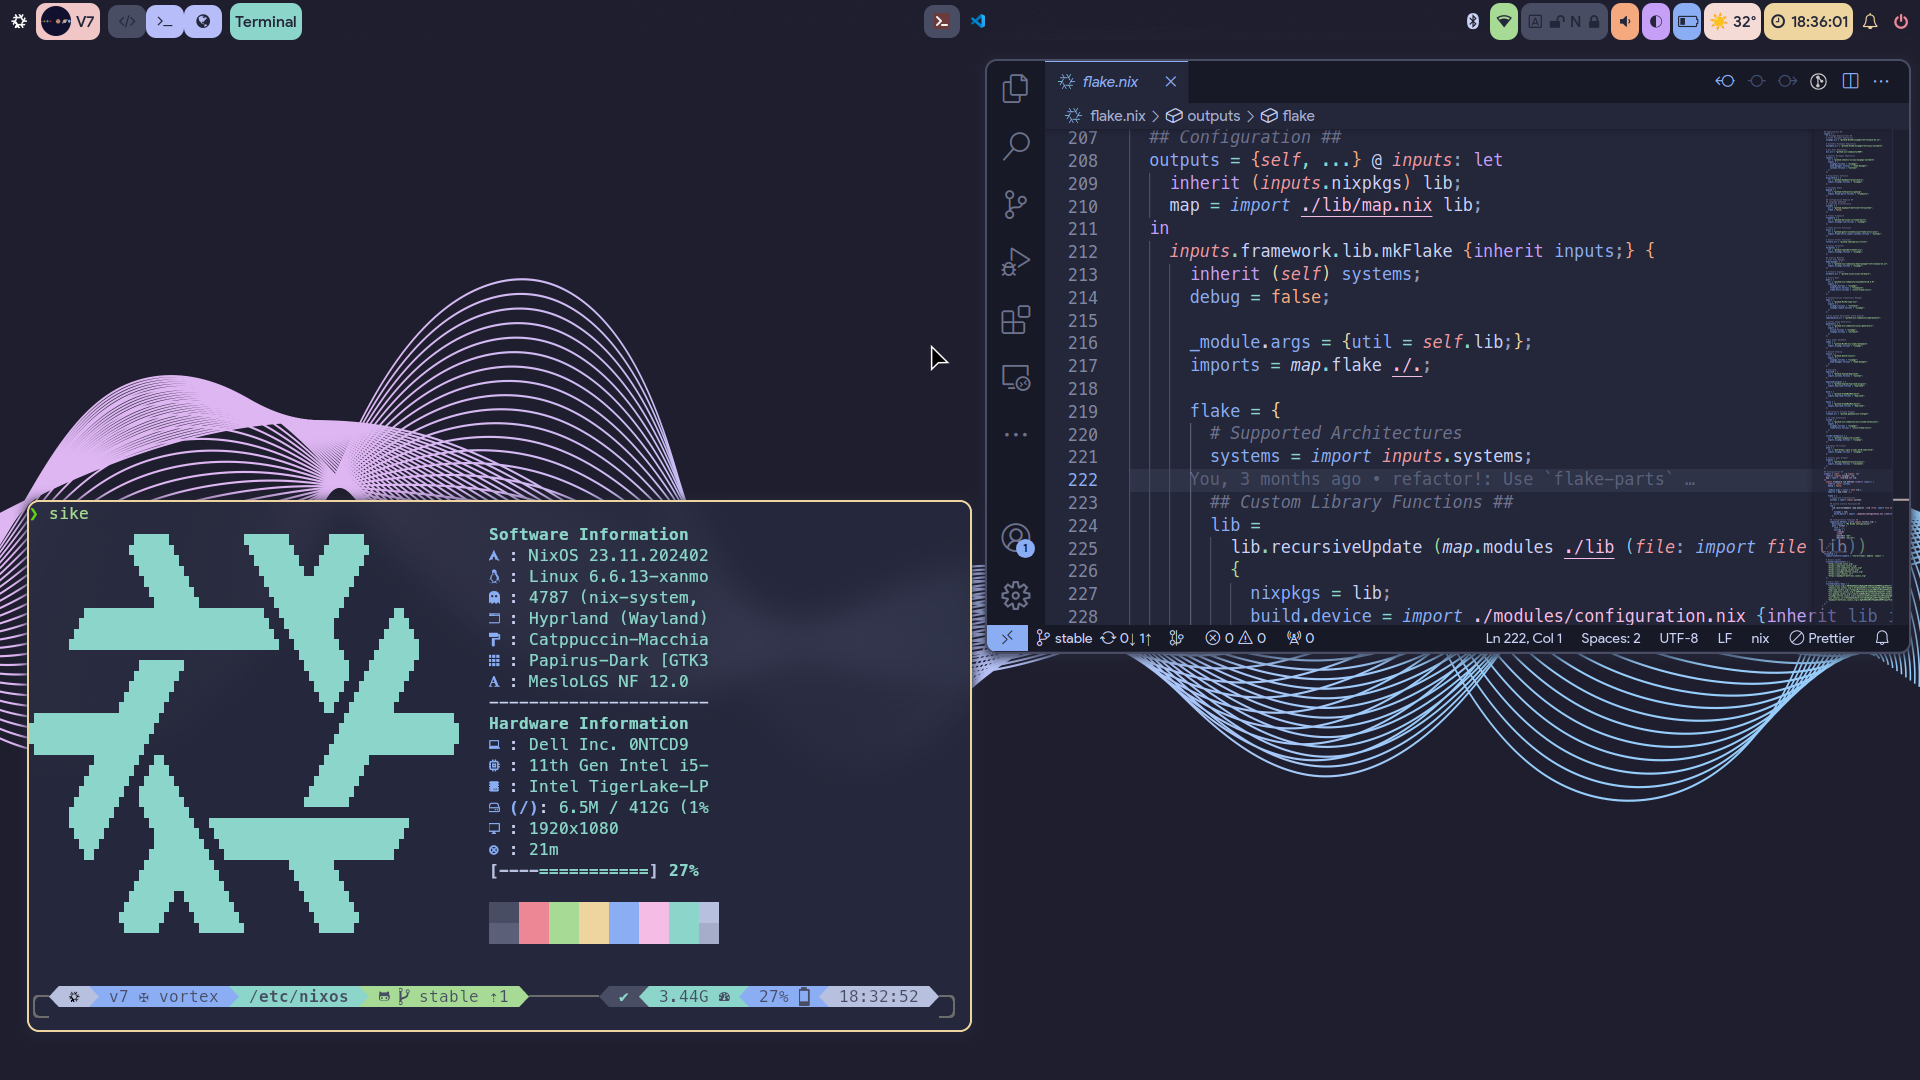 V7
Terminal
A N
32°
18:36:01
❯ sike
Software Information
: NixOS 23.11.202402
: Linux 6.6.13-xanmo
: 4787 (nix-system,
: Hyprland (Wayland)
: Catppuccin-Macchia
: Papirus-Dark [GTK3
: MesloLGS NF 12.0
----------------------
Hardware Information
: Dell Inc. 0NTCD9
: 11th Gen Intel i5-
: Intel TigerLake-LP
(/): 6.5M / 412G (1%
: 1920x1080
: 21m
[----===========] 27%
v7 ✠ vortex /etc/nixos stable ⇡1
✔ 3.44G 27% 18:32:52
flake.nix
flake.nix > outputs > flake
207 ## Configuration ##
208 outputs = {self, ...} @ inputs: let
209 inherit (inputs.nixpkgs) lib;
210 map = import ./lib/map.nix lib;
211 in
212 inputs.framework.lib.mkFlake {inherit inputs;} {
213 inherit (self) systems;
214 debug = false;
215
216 _module.args = {util = self.lib;};
217 imports = map.flake ./.;
218
219 flake = {
220 # Supported Architectures
221 systems = import inputs.systems;
222 You, 3 months ago • refactor!: Use `flake-parts` …
223 ## Custom Library Functions ##
224 lib =
225 lib.recursiveUpdate (map.modules ./lib (file: import file lib))
226 {
227 nixpkgs = lib;
228 build.device = import ./modules/configuration.nix {inherit lib
1
stable 0↓ 1↑ 0 0 0
Ln 222, Col 1 Spaces: 2 UTF-8 LF nix Prettier